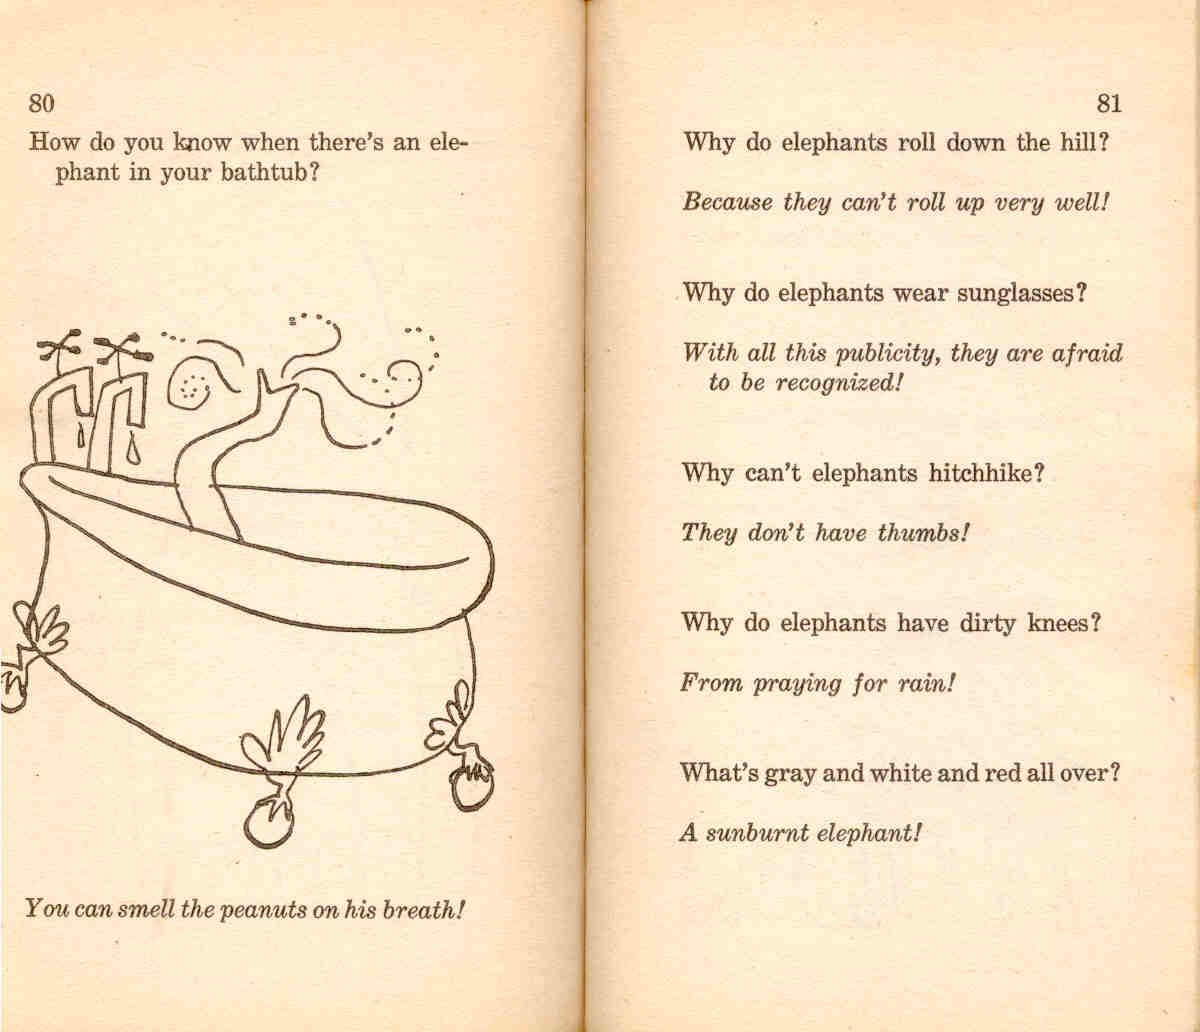 80
How do you know when there's an ele-
phant in your bathtub?
You can smell the peanuts on his breath!
81
Why do elephants roll down the hill?
Because they can't roll up very well!
Why do elephants wear sunglasses?
With all this publicity, they are afraid
to be recognized!
Why can't elephants hitchhike?
They don't have thumbs!
Why do elephants have dirty knees?
From praying for rain!
What's gray and white and red all over?
A sunburnt elephant!